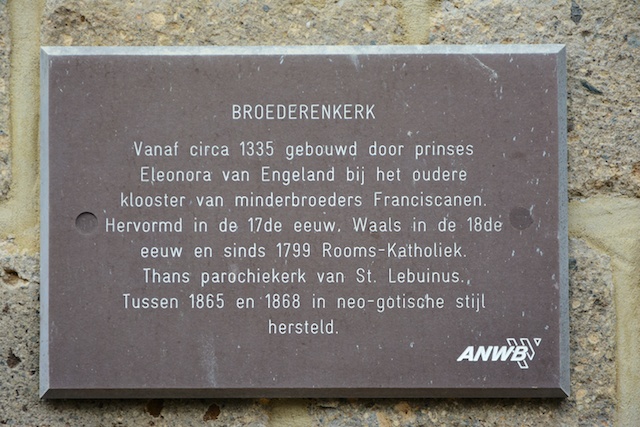 BROEDERENKERK
Vanaf circa 1335 gebouwd door prinses
Eleonora van Engeland bij het oudere
klooster van minderbroeders Franciscanen.
Hervormd in de 17de eeuw, Waals in de 18de
eeuw en sinds 1799 Rooms-Katholiek.
Thans parochiekerk van St. Lebuinus.
Tussen 1865 en 1868 in neo-gotische stijl
hersteld.
ANWB